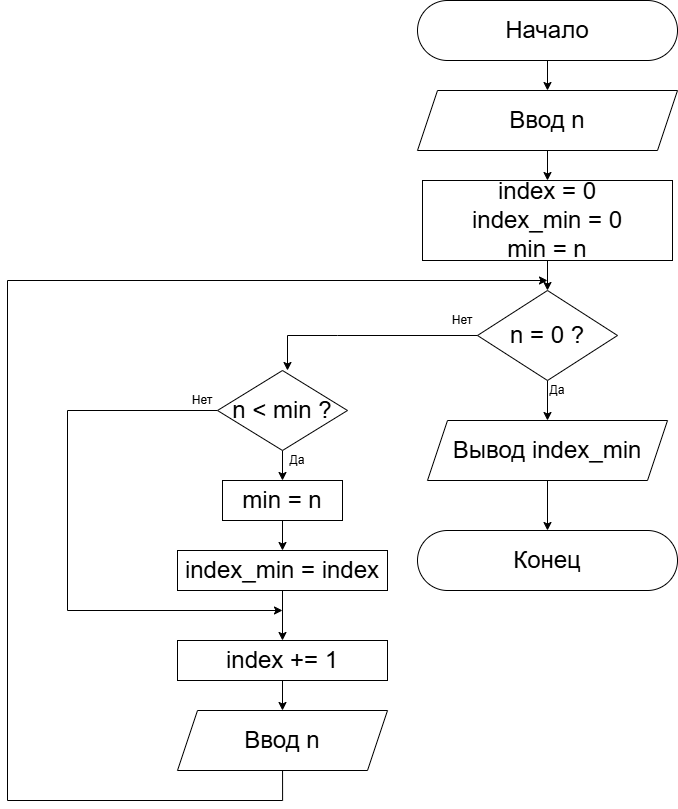 Начало
Ввод n
index = 0
index_min = 0
min = n
n = 0 ?
Нет
Да
n < min ?
Нет
Да
min = n
index_min = index
index += 1
Ввод n
Вывод index_min
Конец